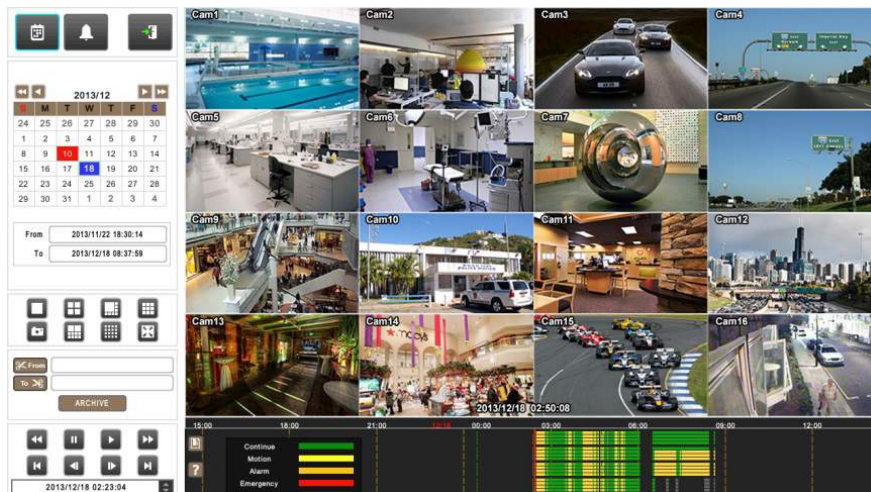 2013/12
S M T W T F S
24 25 26 27 28 29 30
1 2 3 4 5 6 7
8 9 10 11 12 13 14
15 16 17 18 19 20 21
22 23 24 25 26 27 28
29 30 31 1 2 3 4
From 2013/11/22 18:30:14
To 2013/12/18 08:37:59
From
To
ARCHIVE
2013/12/18 02:23:04
Cam1 Cam2 Cam3 Cam4
Cam5 Cam6 Cam7 Cam8
Cam9 Cam10 Cam11 Cam12
Cam13 Cam14 Cam15 Cam16
macys
2013/12/18 02:50:08
15:00 18:00 21:00 12/18 00:00 03:00 06:00 09:00 12:00
?
Continue
Motion
Alarm
Emergency